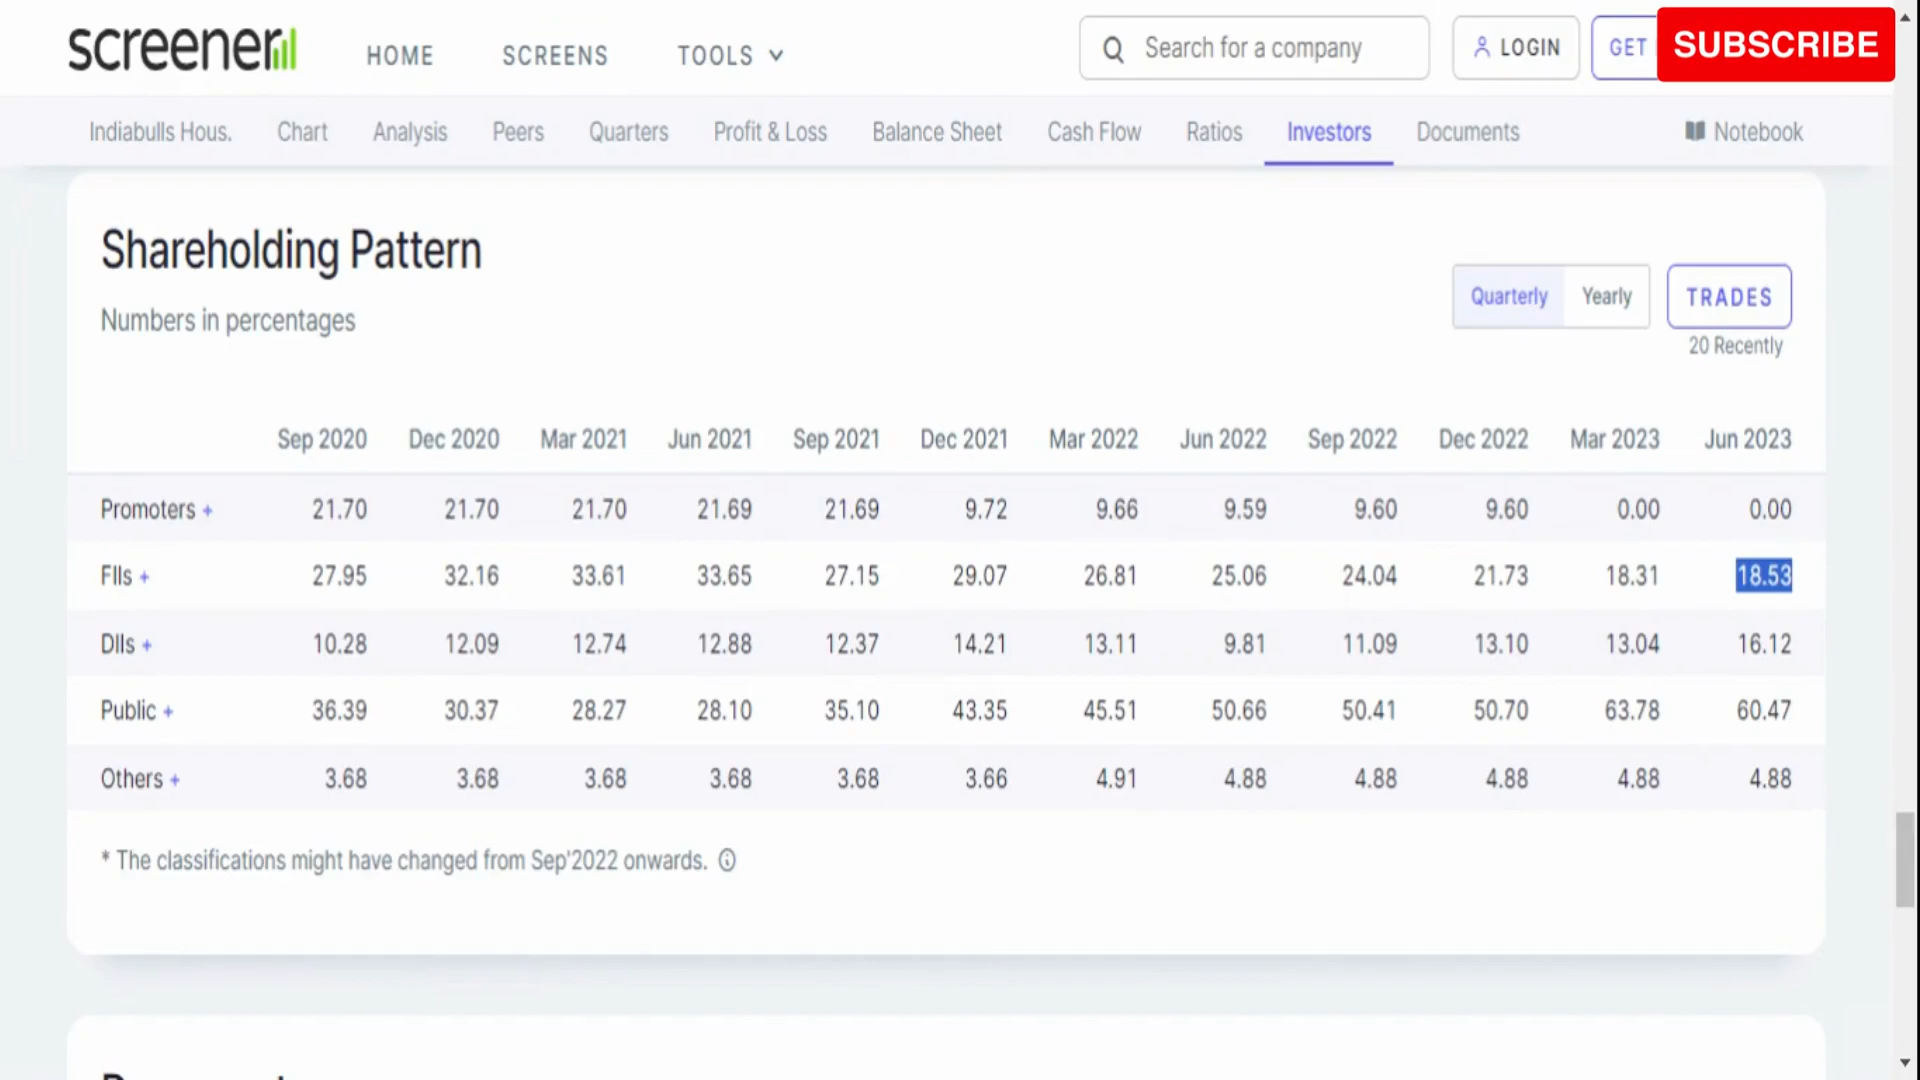 screener HOME SCREENS TOOLS Search for a company LOGIN GET SUBSCRIBE
Indiabulls Hous. Chart Analysis Peers Quarters Profit & Loss Balance Sheet Cash Flow Ratios Investors Documents Notebook
Shareholding Pattern
Numbers in percentages
Quarterly Yearly TRADES
20 Recently
Sep 2020 Dec 2020 Mar 2021 Jun 2021 Sep 2021 Dec 2021 Mar 2022 Jun 2022 Sep 2022 Dec 2022 Mar 2023 Jun 2023
Promoters + 21.70 21.70 21.70 21.69 21.69 9.72 9.66 9.59 9.60 9.60 0.00 0.00
FIIs + 27.95 32.16 33.61 33.65 27.15 29.07 26.81 25.06 24.04 21.73 18.31 18.53
DIIs + 10.28 12.09 12.74 12.88 12.37 14.21 13.11 9.81 11.09 13.10 13.04 16.12
Public + 36.39 30.37 28.27 28.10 35.10 43.35 45.51 50.66 50.41 50.70 63.78 60.47
Others + 3.68 3.68 3.68 3.68 3.68 3.66 4.91 4.88 4.88 4.88 4.88 4.88
* The classifications might have changed from Sep'2022 onwards.